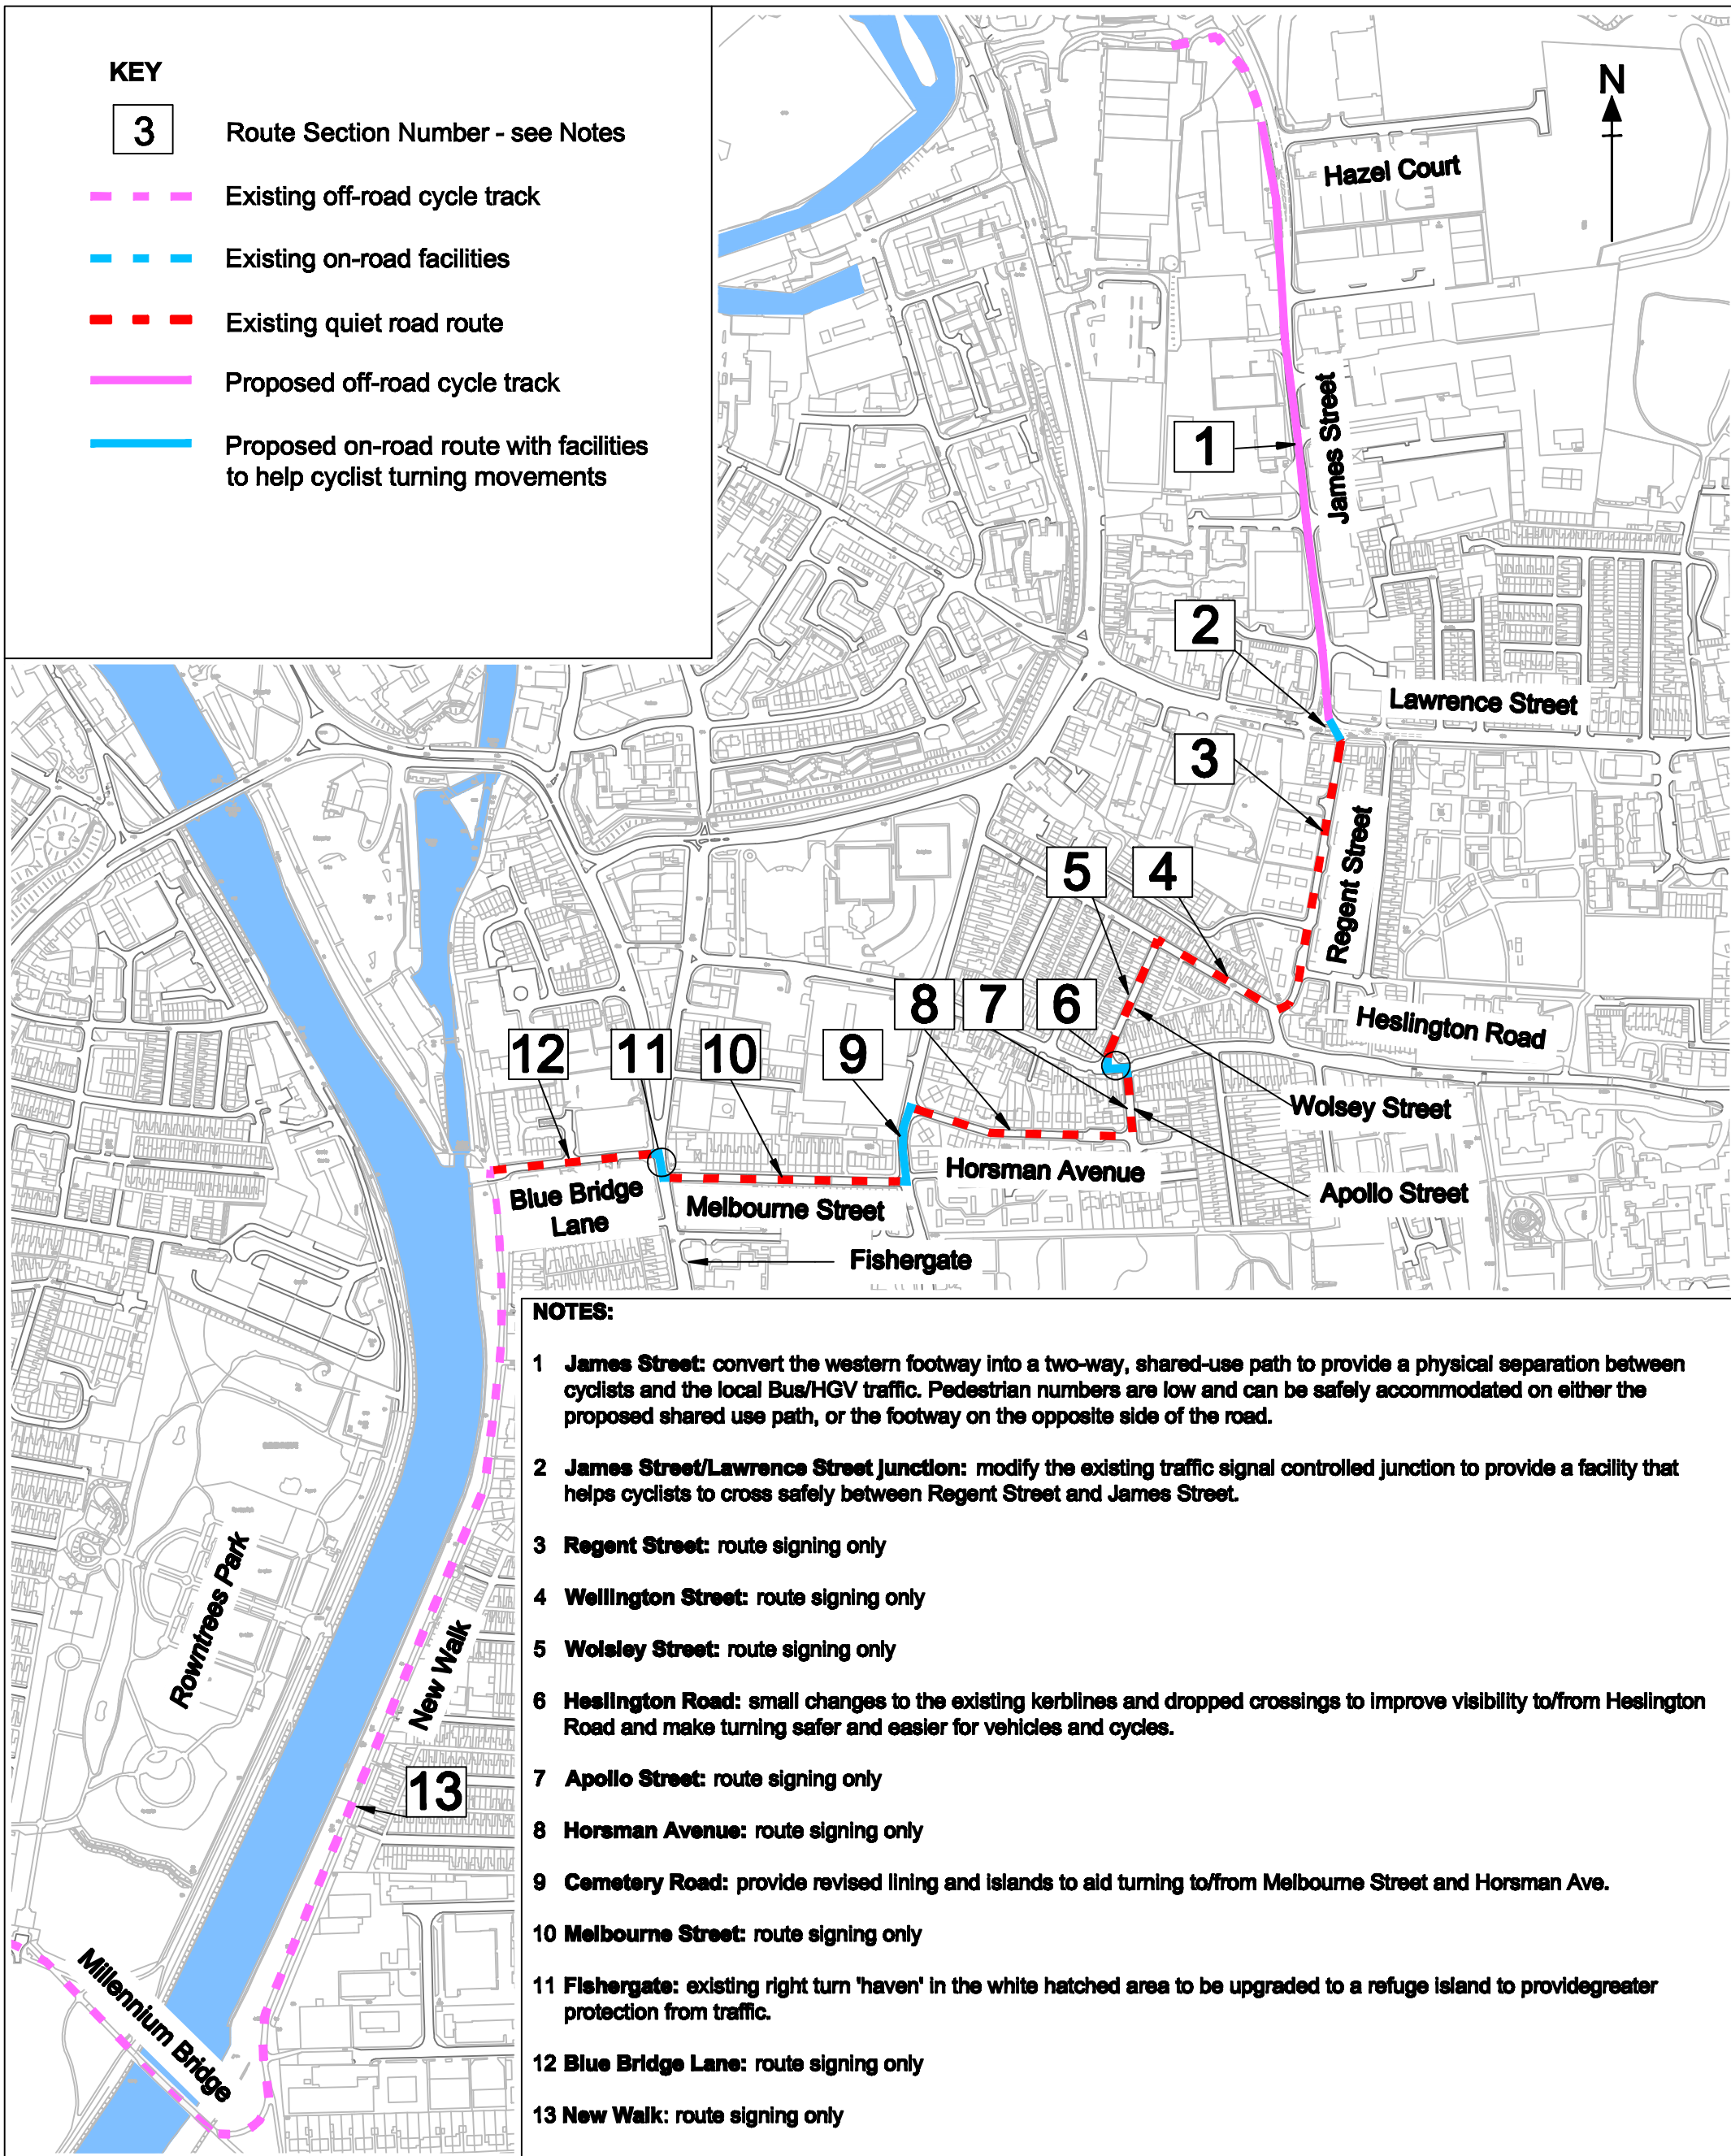 KEY
3 Route Section Number - see Notes
Existing off-road cycle track
Existing on-road facilities
Existing quiet road route
Proposed off-road cycle track
Proposed on-road route with facilities
to help cyclist turning movements
N
Hazel Court
James Street
1
2
Lawrence Street
3
Regent Street
5
4
8
7
6
Heslington Road
12
11
10
9
Wolsey Street
Horsman Avenue
Apollo Street
Blue Bridge
Lane
Melbourne Street
Fishergate
Rowntrees Park
New Walk
13
Millennium Bridge
NOTES:
1 James Street: convert the western footway into a two-way, shared-use path to provide a physical separation between
cyclists and the local Bus/HGV traffic. Pedestrian numbers are low and can be safely accommodated on either the
proposed shared use path, or the footway on the opposite side of the road.
2 James Street/Lawrence Street junction: modify the existing traffic signal controlled junction to provide a facility that
helps cyclists to cross safely between Regent Street and James Street.
3 Regent Street: route signing only
4 Wellington Street: route signing only
5 Wolsley Street: route signing only
6 Heslington Road: small changes to the existing kerblines and dropped crossings to improve visibility to/from Heslington
Road and make turning safer and easier for vehicles and cycles.
7 Apollo Street: route signing only
8 Horsman Avenue: route signing only
9 Cemetery Road: provide revised lining and islands to aid turning to/from Melbourne Street and Horsman Ave.
10 Melbourne Street: route signing only
11 Fishergate: existing right turn 'haven' in the white hatched area to be upgraded to a refuge island to providegreater
protection from traffic.
12 Blue Bridge Lane: route signing only
13 New Walk: route signing only